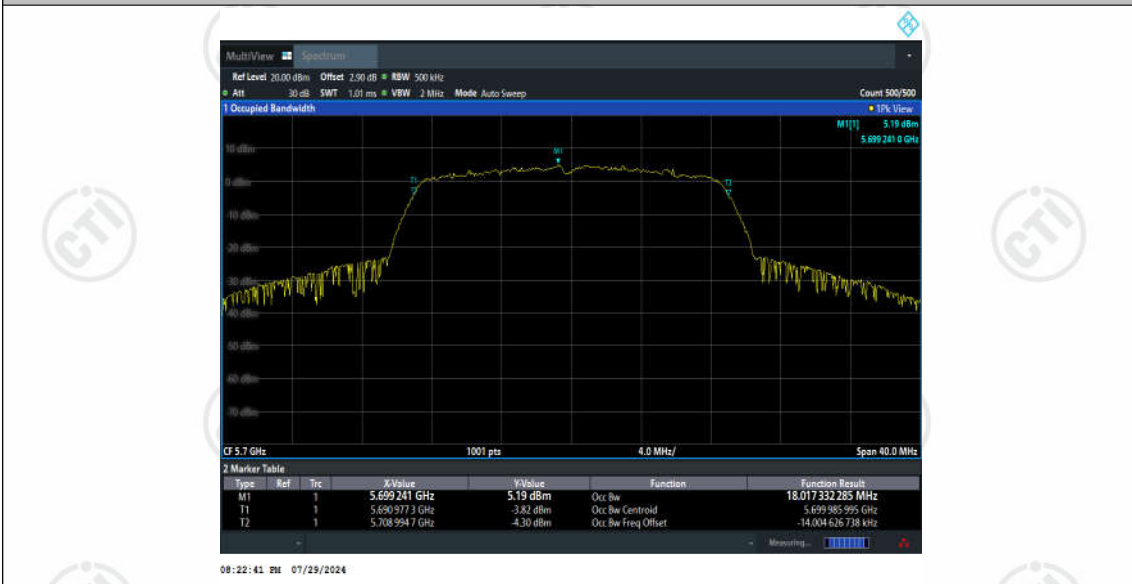 MultiView Spectrum
Ref Level 20.00 dBm Offset 2.90 dB RBW 500 kHz
Att 30 dB SWT 1.01 ms VBW 2 MHz Mode Auto Sweep Count 500/500
1 Occupied Bandwidth 1Pk View
M1[1] 5.19 dBm
5.699 241 0 GHz
10 dBm
M1
0 dBm
T1 T2
-10 dBm
-20 dBm
-30 dBm
-40 dBm
-50 dBm
-60 dBm
-70 dBm
CF 5.7 GHz 1001 pts 4.0 MHz/ Span 40.0 MHz
2 Marker Table
Type Ref Trc X-Value Y-Value Function Function Result
M1 1 5.699 241 GHz 5.19 dBm Occ Bw 18.017 332 285 MHz
T1 1 5.690 977 3 GHz -3.82 dBm Occ Bw Centroid 5.699 985 995 GHz
T2 1 5.708 994 7 GHz -4.30 dBm Occ Bw Freq Offset -14.004 626 738 kHz
Measuring...
08:22:41 PM 07/29/2024
CTI
CTI